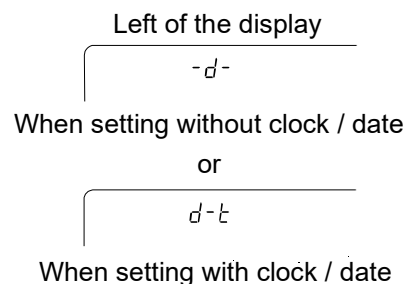 Left of the display
-d-
When setting without clock / date
or
d-t
When setting with clock / date